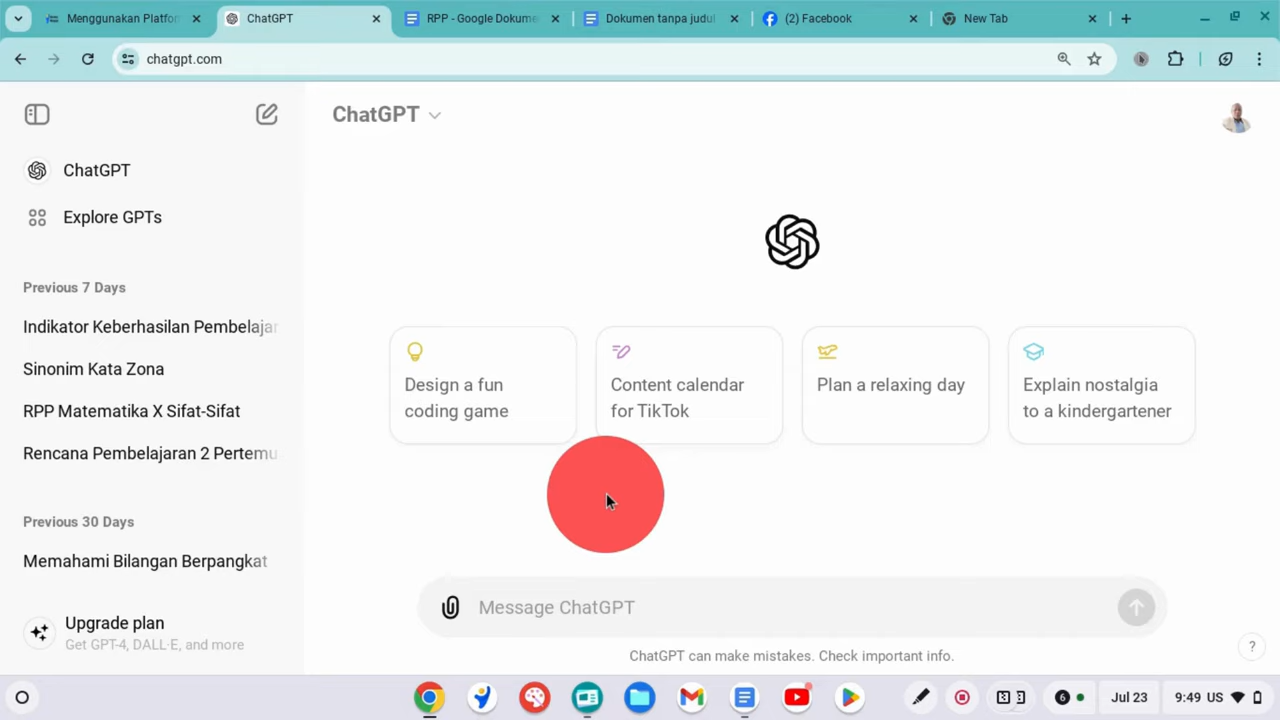 Menggunakan Platfor
ChatGPT
RPP - Google Dokume
Dokumen tanpa judul
(2) Facebook
New Tab
chatgpt.com
ChatGPT
Explore GPTs
Previous 7 Days
Indikator Keberhasilan Pembelajar
Sinonim Kata Zona
RPP Matematika X Sifat-Sifat
Rencana Pembelajaran 2 Pertemu
Previous 30 Days
Memahami Bilangan Berpangkat
Upgrade plan
Get GPT-4, DALL·E, and more
ChatGPT
Design a fun
coding game
Content calendar
for TikTok
Plan a relaxing day
Explain nostalgia
to a kindergartener
Message ChatGPT
ChatGPT can make mistakes. Check important info.
?
6
Jul 23
9:49 US